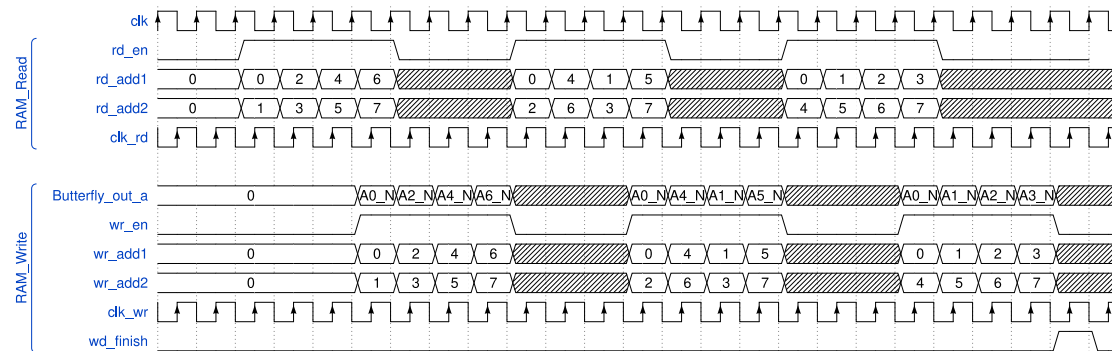 clk
RAM_Read
rd_en
rd_add1 0 0 2 4 6 0 4 1 5 0 1 2 3
rd_add2 0 1 3 5 7 2 6 3 7 4 5 6 7
clk_rd
RAM_Write
Butterfly_out_a 0 A0_N A2_N A4_N A6_N A0_N A4_N A1_N A5_N A0_N A1_N A2_N A3_N
wr_en
wr_add1 0 0 2 4 6 0 4 1 5 0 1 2 3
wr_add2 0 1 3 5 7 2 6 3 7 4 5 6 7
clk_wr
wd_finish